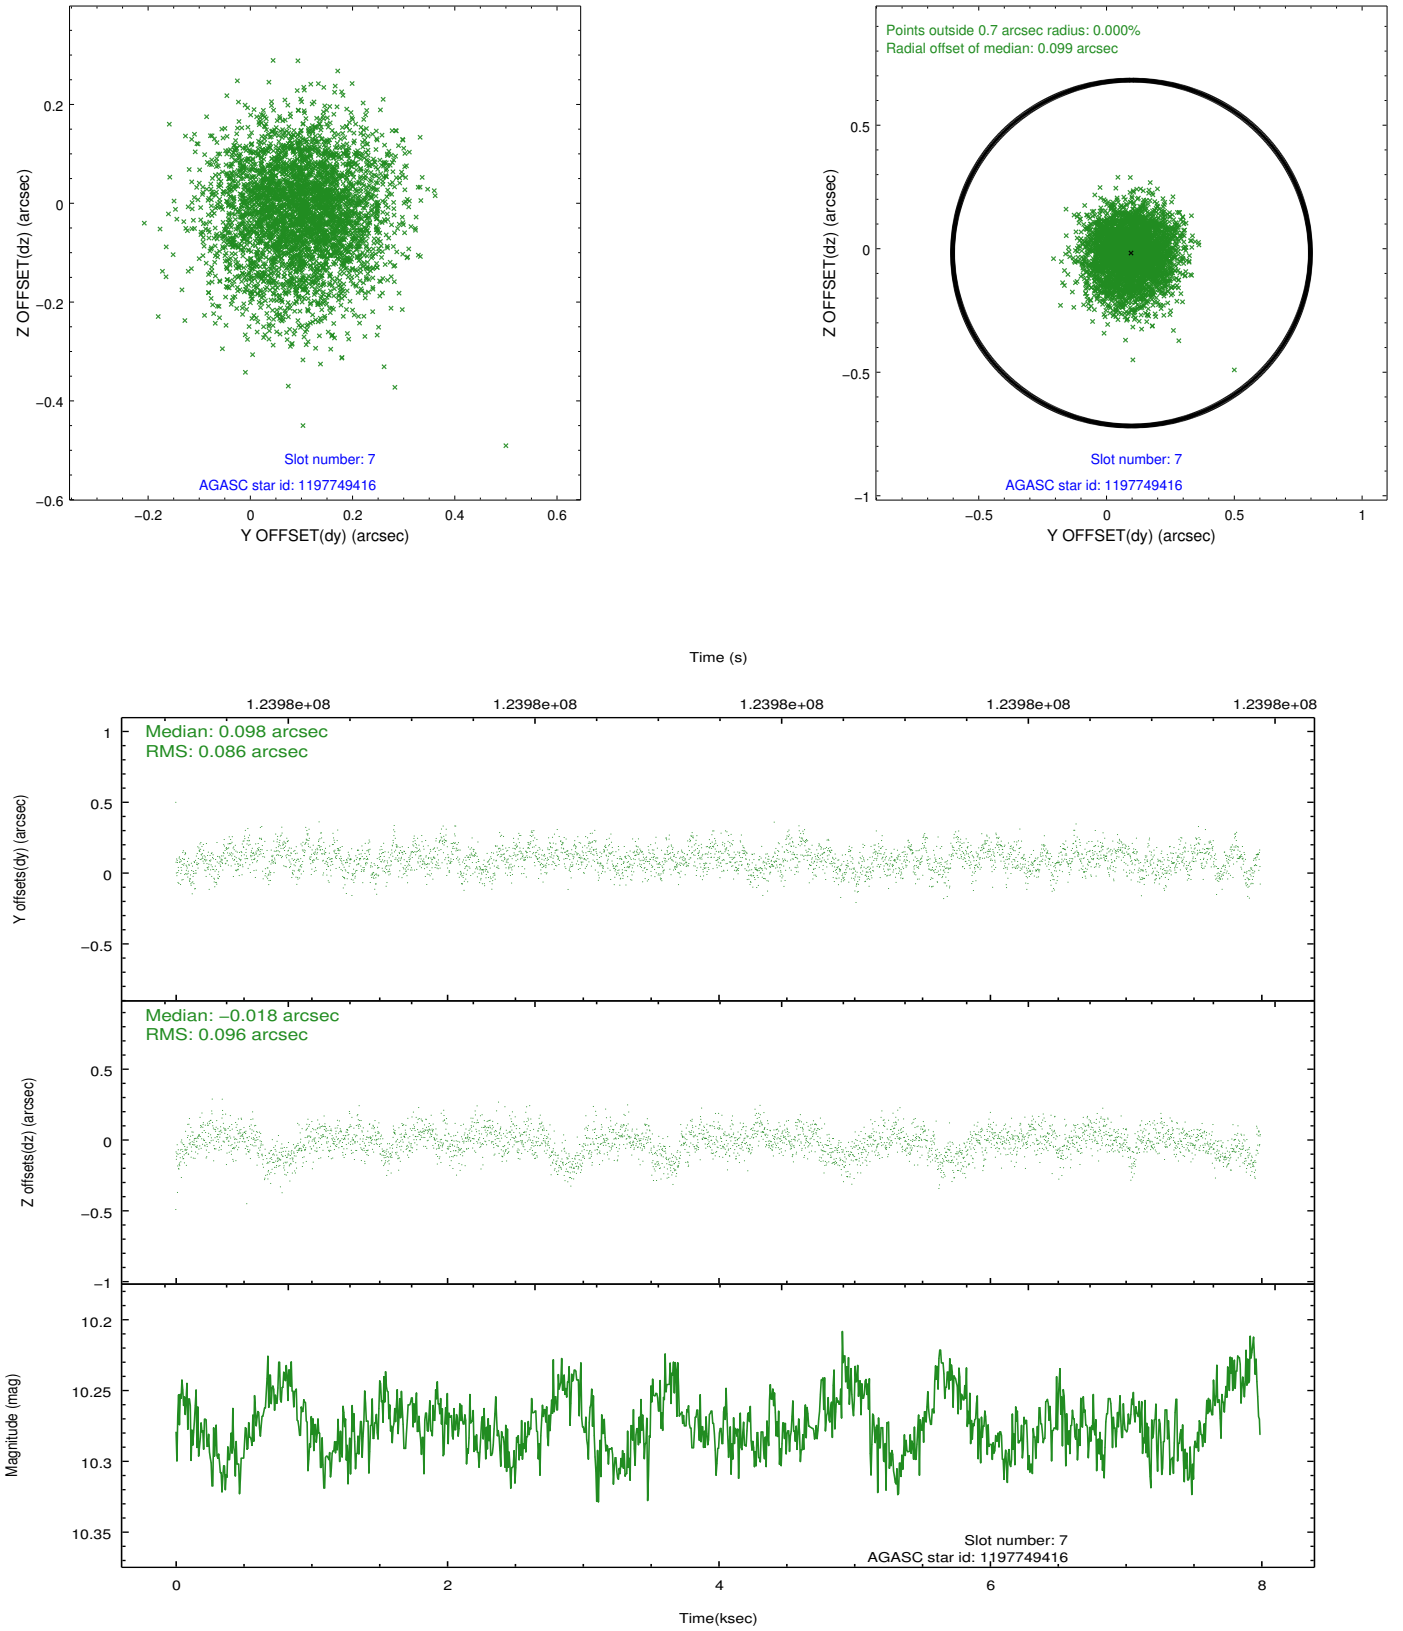 0.2
0
−0.2
−0.4
−0.6
−0.2
0
0.2
0.4
0.6
Z OFFSET(dz) (arcsec)
Y OFFSET(dy) (arcsec)
Slot number: 7
AGASC star id: 1197749416
Points outside 0.7 arcsec radius: 0.000%
Radial offset of median: 0.099 arcsec
0.5
0
−0.5
−1
−0.5
0
0.5
1
Z OFFSET(dz) (arcsec)
Y OFFSET(dy) (arcsec)
Slot number: 7
AGASC star id: 1197749416
Time (s)
1.2398e+08
1.2398e+08
1.2398e+08
1.2398e+08
1.2398e+08
Median: 0.098 arcsec
RMS: 0.086 arcsec
1
0.5
0
−0.5
Y offsets(dy) (arcsec)
Median: −0.018 arcsec
RMS: 0.096 arcsec
0.5
0
−0.5
−1
Z offsets(dz) (arcsec)
10.2
10.25
10.3
10.35
Magnitude (mag)
Slot number: 7
AGASC star id: 1197749416
0
2
4
6
8
Time(ksec)